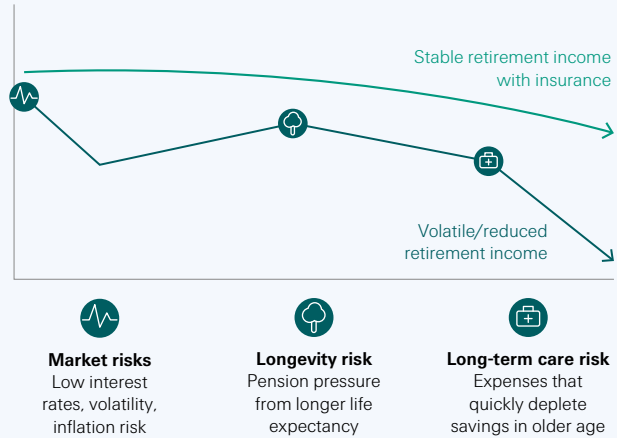 Stable retirement income
with insurance
Volatile/reduced
retirement income
Market risks
Low interest
rates, volatility,
inflation risk
Longevity risk
Pension pressure
from longer life
expectancy
Long-term care risk
Expenses that
quickly deplete
savings in older age